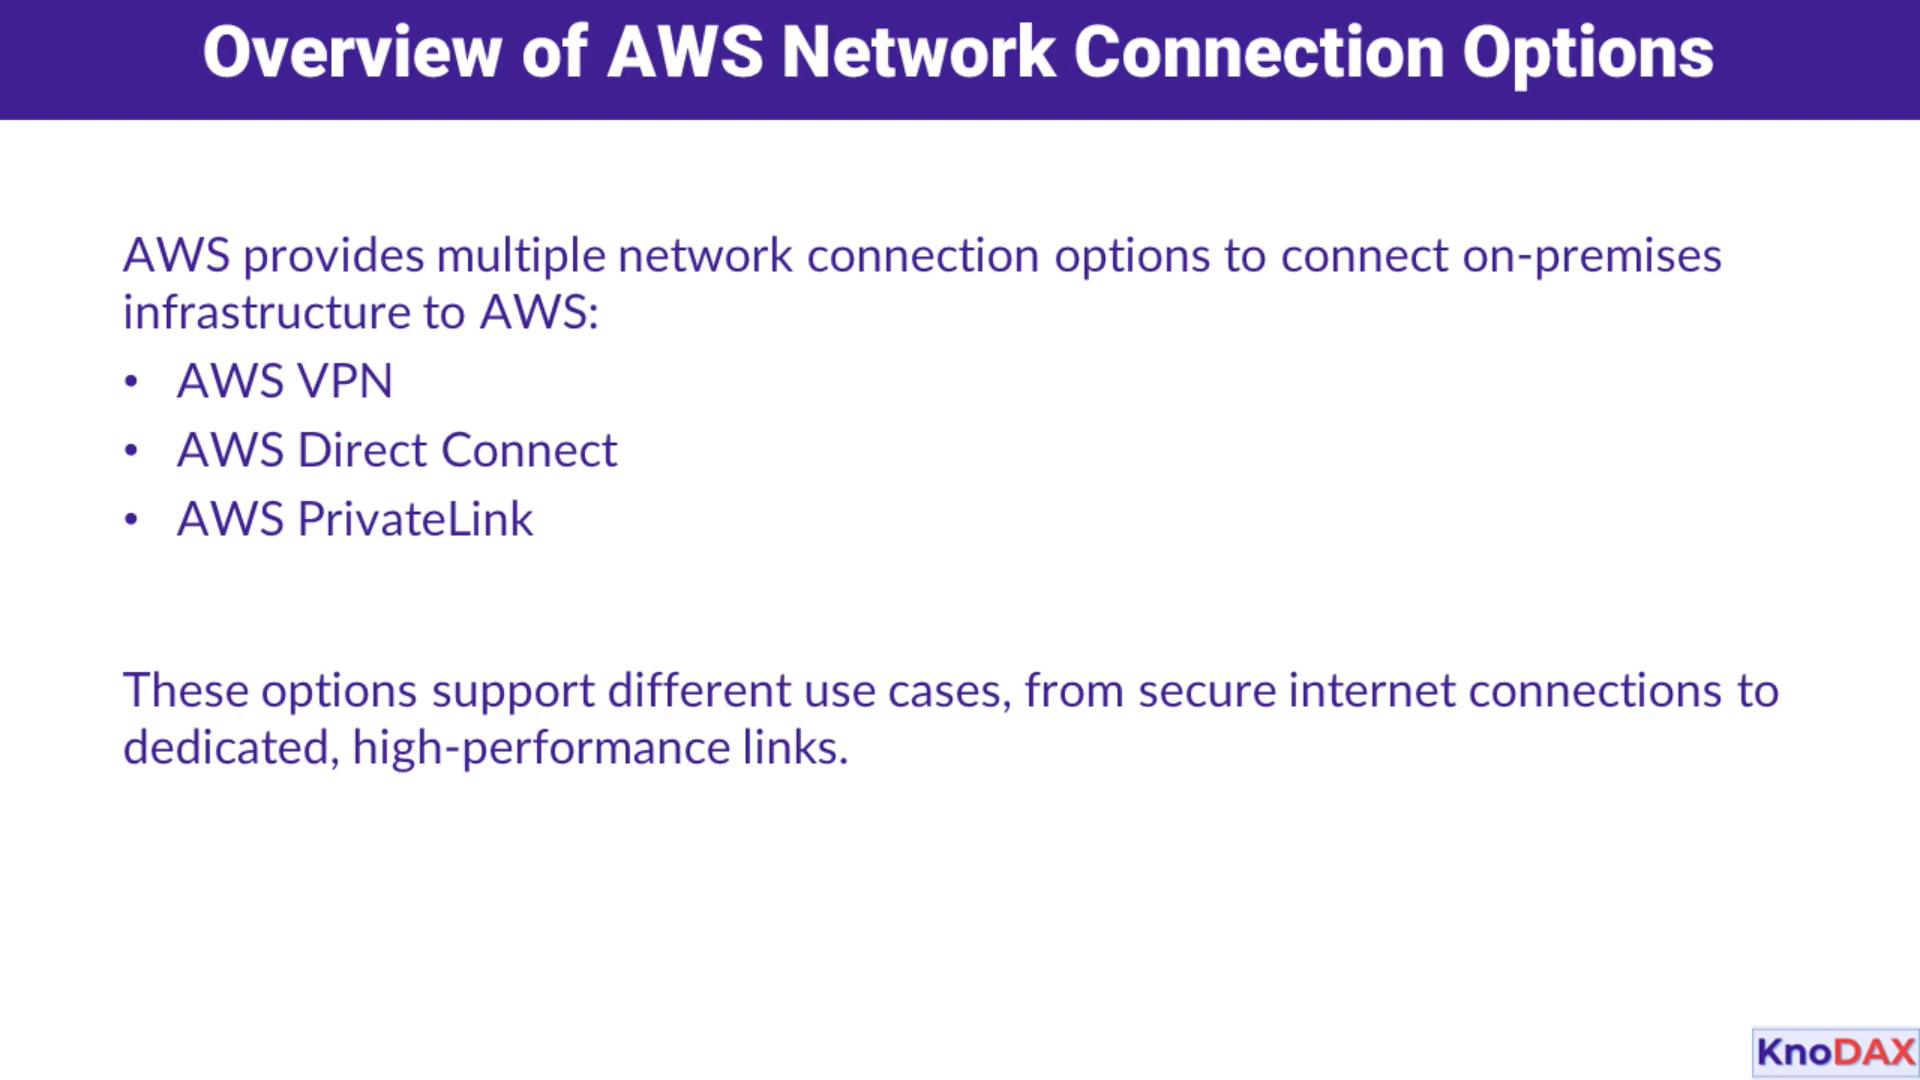 Overview of AWS Network Connection Options
AWS provides multiple network connection options to connect on-premises
infrastructure to AWS:
• AWS VPN
• AWS Direct Connect
• AWS PrivateLink
These options support different use cases, from secure internet connections to
dedicated, high-performance links.
KnoDAX